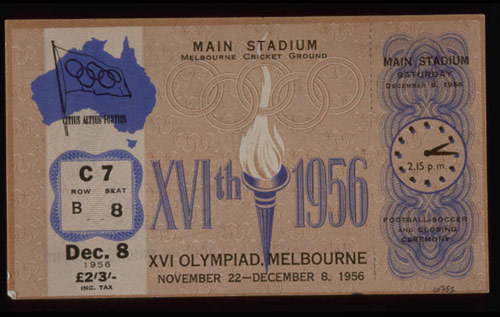 CITIUS ALTIUS FORTIUS
C 7
ROW SEAT
B 8
Dec. 8
1956
£2/3/-
INC. TAX
MAIN STADIUM
MELBOURNE CRICKET GROUND
XVIth 1956
XVI OLYMPIAD, MELBOURNE
NOVEMBER 22—DECEMBER 8, 1956
MAIN STADIUM
SATURDAY
DECEMBER 8, 1956
2.15 p.m.
FOOTBALL-SOCCER
AND CLOSING
CEREMONY